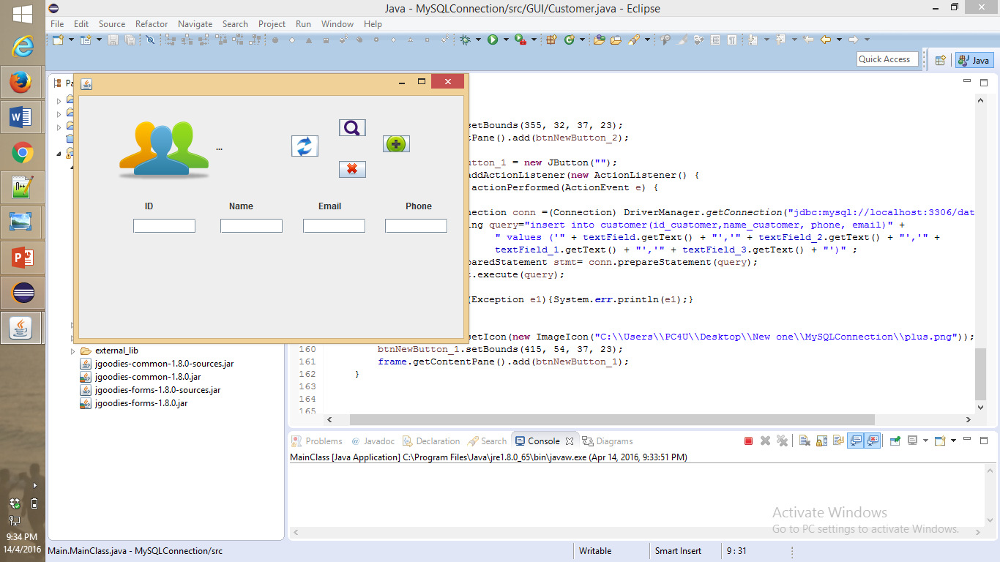 Java - MySQLConnection/src/GUI/Customer.java - Eclipse
File Edit Source Refactor Navigate Search Project Run Window Help
Quick Access
Java
Pa
...
ID Name Email Phone
setBounds(355, 32, 37, 23);
tPane().add(btnNewButton_2);
utton_1 = new JButton("");
addActionListener(new ActionListener() {
actionPerformed(ActionEvent e) {
nection conn =(Connection) DriverManager.getConnection("jdbc:mysql://localhost:3306/dat
ing query="insert into customer(id_customer,name_customer, phone, email)" +
" values ('" + textField.getText() + "','" + textField_2.getText() + "','" +
textField_1.getText() + "','" + textField_3.getText() + "')" ;
paredStatement stmt= conn.prepareStatement(query);
t.execute(query);
(Exception e1){System.err.println(e1);}
setIcon(new ImageIcon("C:\\Users\\PC4U\\Desktop\\New one\\MySQLConnection\\plus.png"));
160 btnNewButton_1.setBounds(415, 54, 37, 23);
161 frame.getContentPane().add(btnNewButton_1);
162 }
163
164
165
external_lib
jgoodies-common-1.8.0-sources.jar
jgoodies-common-1.8.0.jar
jgoodies-forms-1.8.0-sources.jar
jgoodies-forms-1.8.0.jar
Problems @ Javadoc Declaration Search Console Diagrams
MainClass [Java Application] C:\Program Files\Java\jre1.8.0_65\bin\javaw.exe (Apr 14, 2016, 9:33:51 PM)
Activate Windows
Go to PC settings to activate Windows.
9:34 PM
14/4/2016
Main.MainClass.java - MySQLConnection/src
Writable
Smart Insert
9 : 31